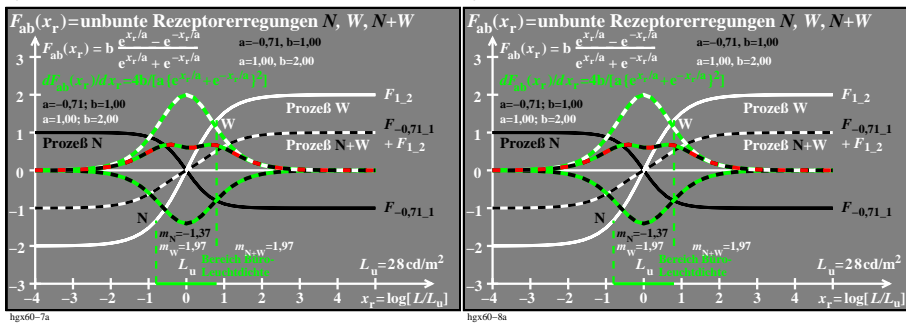 F_ab(x_r)=unbunte Rezeptorerregungen N, W, N+W
F_ab(x_r)= b (e^x_r/a − e^−x_r/a) / (e^x_r/a + e^−x_r/a)
a=−0,71, b=1,00
a=1,00, b=2,00
dF_ab(x_r)/dx_r=4b/[a{e^x_r/a + e^−x_r/a}^2]
a=−0,71; b=1,00
a=1,00; b=2,00
Prozeß W
F_1_2
W
Prozeß N
Prozeß N+W
F_−0,71_1
+ F_1_2
N
F_−0,71_1
m_N=−1,37
m_W=1,97
m_N+W=1,97
Bereich Büro-
Leuchtdichte
L_u
L_u=28cd/m^2
3
2
1
0
−1
−2
−3
−4 −3 −2 −1 0 1 2 3 4 5
x_r=log[L/L_u]
hgx60−7a
F_ab(x_r)=unbunte Rezeptorerregungen N, W, N+W
F_ab(x_r)= b (e^x_r/a − e^−x_r/a) / (e^x_r/a + e^−x_r/a)
a=−0,71, b=1,00
a=1,00, b=2,00
dF_ab(x_r)/dx_r=4b/[a{e^x_r/a + e^−x_r/a}^2]
a=−0,71; b=1,00
a=1,00; b=2,00
Prozeß W
F_1_2
W
Prozeß N
Prozeß N+W
F_−0,71_1
+ F_1_2
N
F_−0,71_1
m_N=−1,37
m_W=1,97
m_N+W=1,97
Bereich Büro-
Leuchtdichte
L_u
L_u=28cd/m^2
3
2
1
0
−1
−2
−3
−4 −3 −2 −1 0 1 2 3 4 5
x_r=log[L/L_u]
hgx60−8a